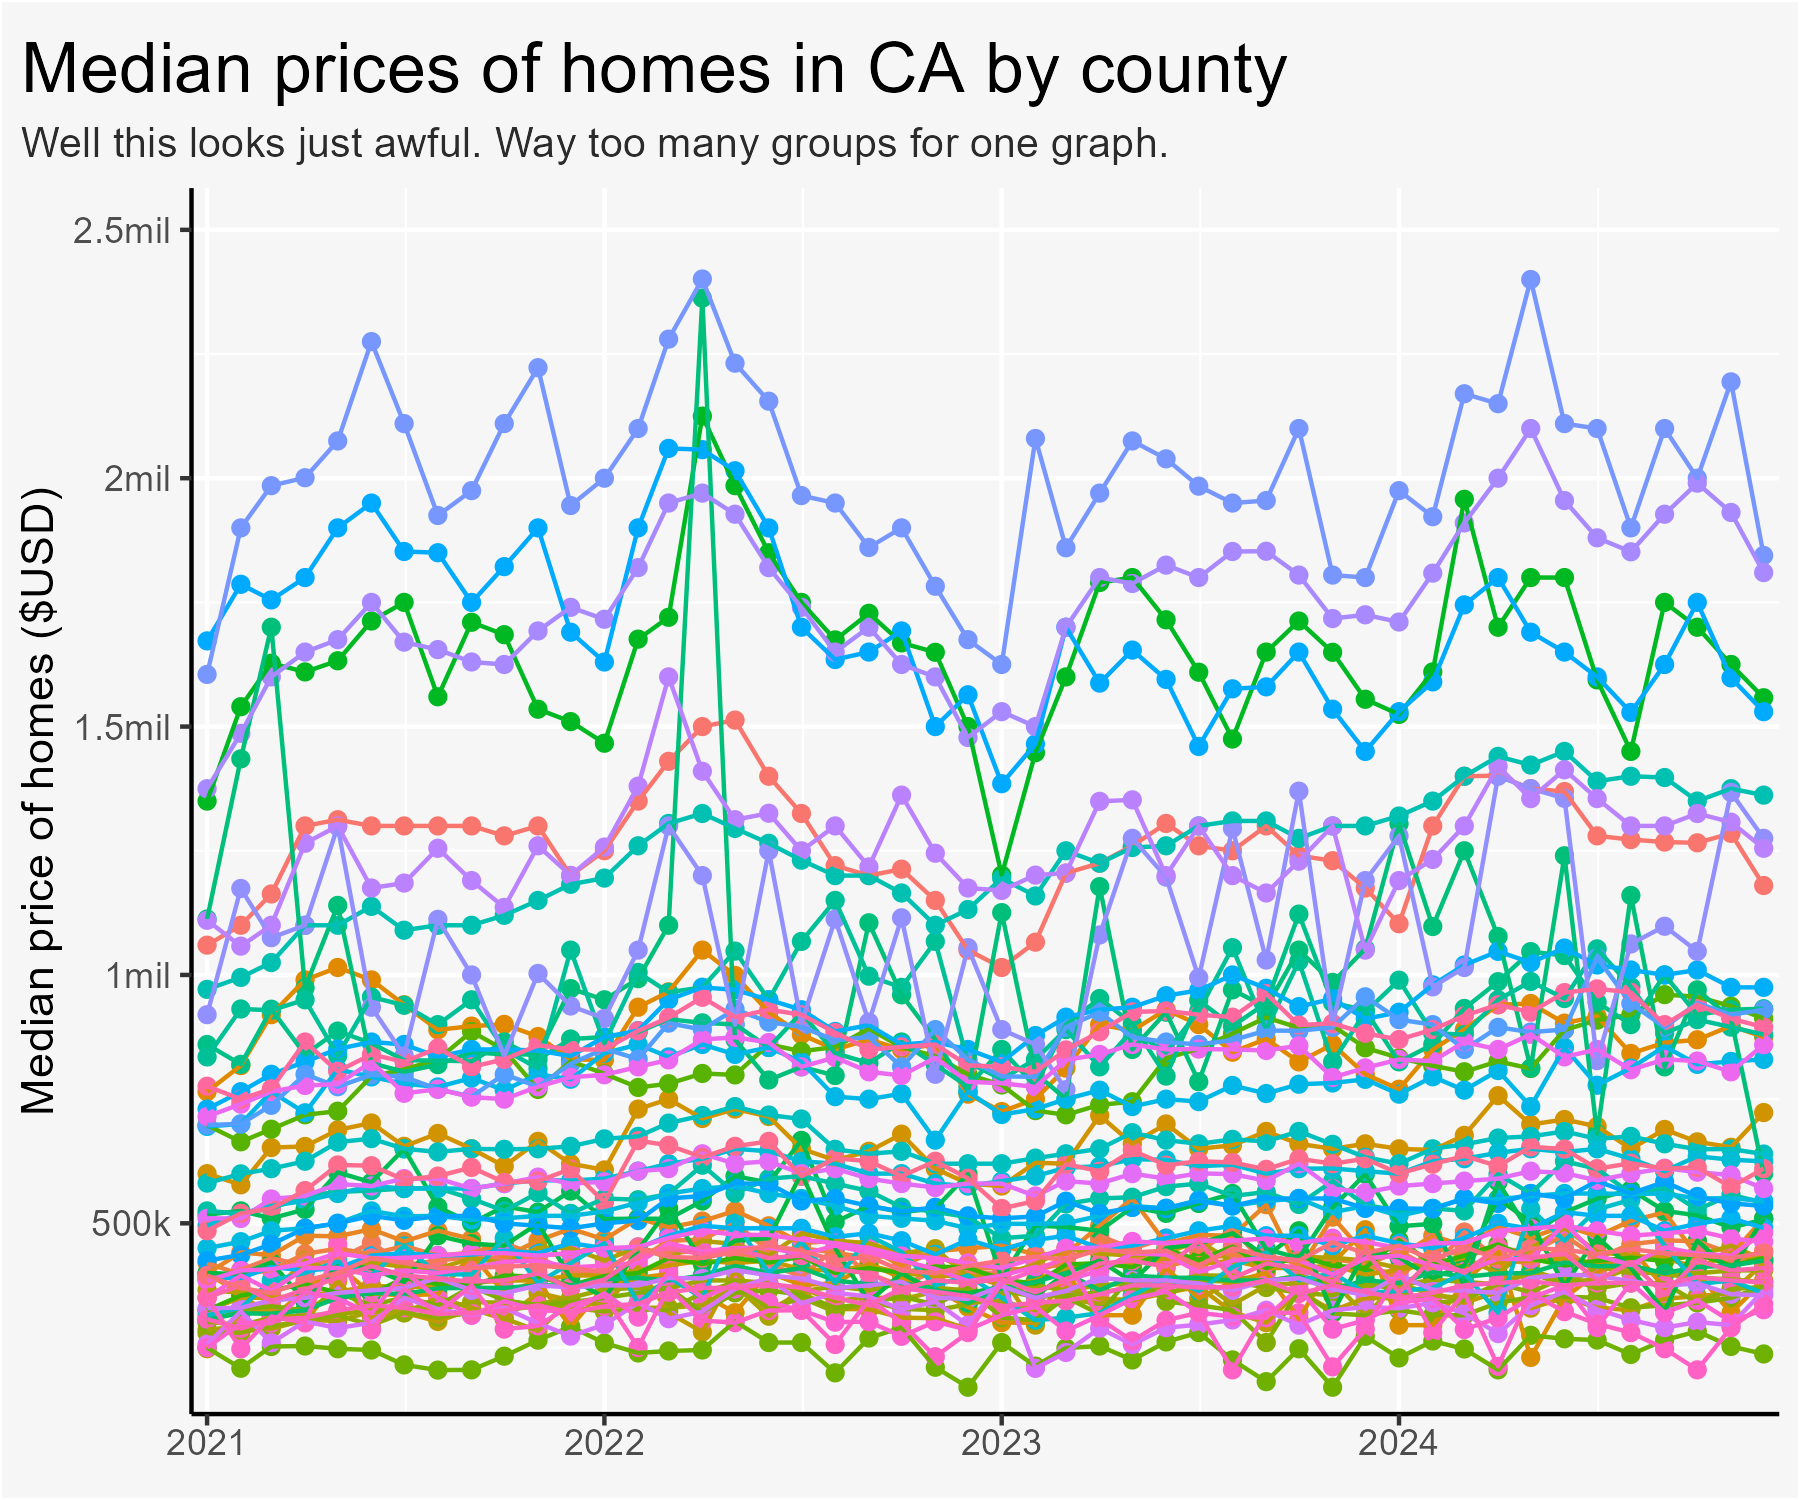 Median prices of homes in CA by county
Well this looks just awful. Way too many groups for one graph.
Median price of homes ($USD)
2.5mil
2mil
1.5mil
1mil
500k
2021
2022
2023
2024